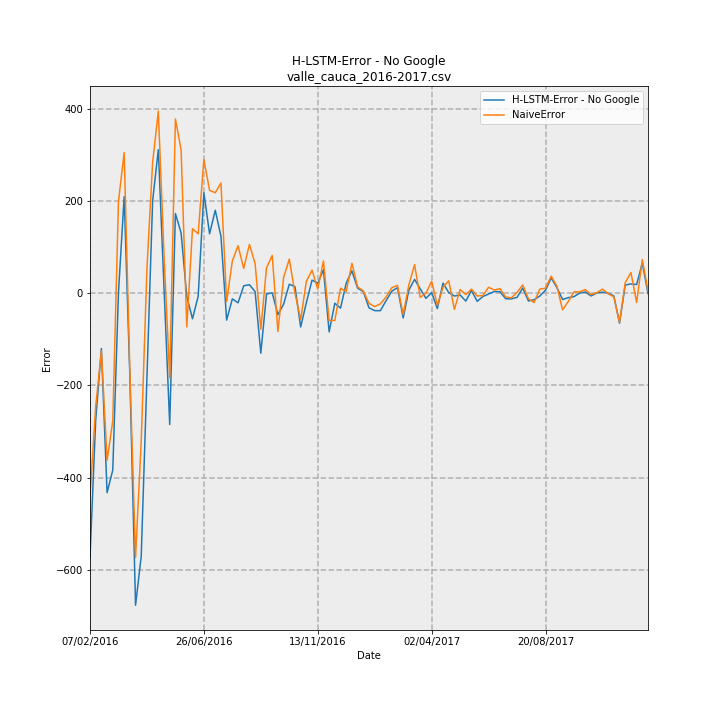 H-LSTM-Error - No Google
valle_cauca_2016-2017.csv
H-LSTM-Error - No Google
NaiveError
400
200
0
−200
−400
−600
Error
07/02/2016
26/06/2016
13/11/2016
02/04/2017
20/08/2017
Date